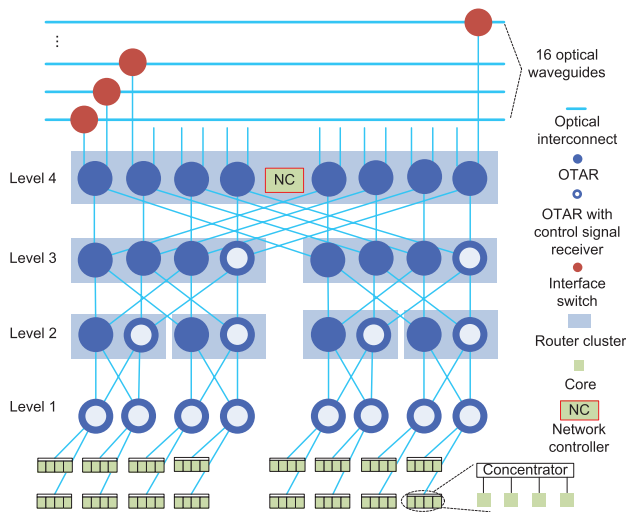 ⋮
16 optical
waveguides
Optical
interconnect
OTAR
OTAR with
control signal
receiver
Interface
switch
Router cluster
Core
NC
Network
controller
Level 4
NC
Level 3
Level 2
Level 1
Concentrator